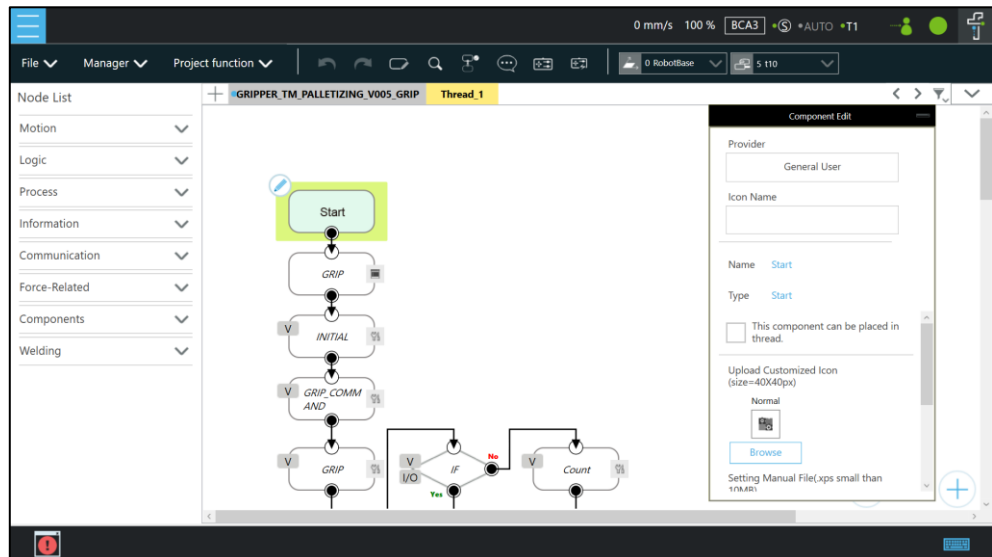 0 mm/s 100 % BCA3 S AUTO T1
File Manager Project function 0 RobotBase 5 t10
Node List
GRIPPER_TM_PALLETIZING_V005_GRIP Thread_1
Motion
Logic
Process
Information
Communication
Force-Related
Components
Welding
Start
GRIP
V
INITIAL
V
GRIP_COMM
AND
V
GRIP
V
I/O
IF
No
Yes
V
Count
Component Edit
Provider
General User
Icon Name
Name Start
Type Start
This component can be placed in
thread.
Upload Customized Icon
(size=40X40px)
Normal
Browse
Setting Manual File(.xps small than
10MB)